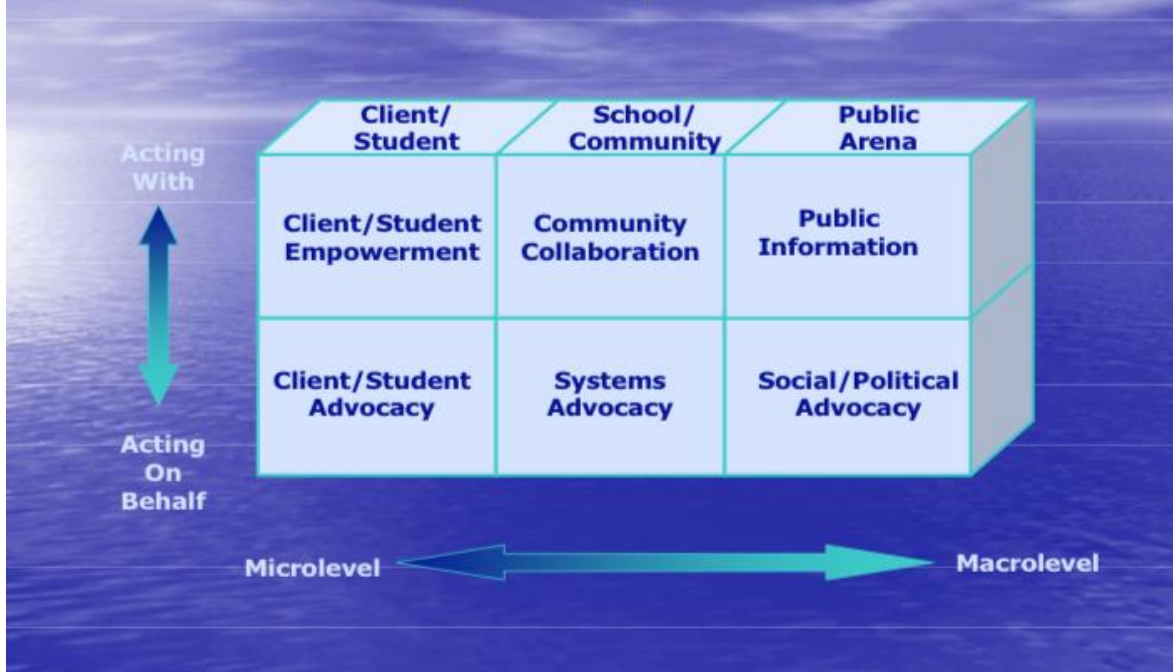 Client/
Student
School/
Community
Public
Arena
Acting
With
Client/Student
Empowerment
Community
Collaboration
Public
Information
Client/Student
Advocacy
Systems
Advocacy
Social/Political
Advocacy
Acting
On
Behalf
Microlevel
Macrolevel